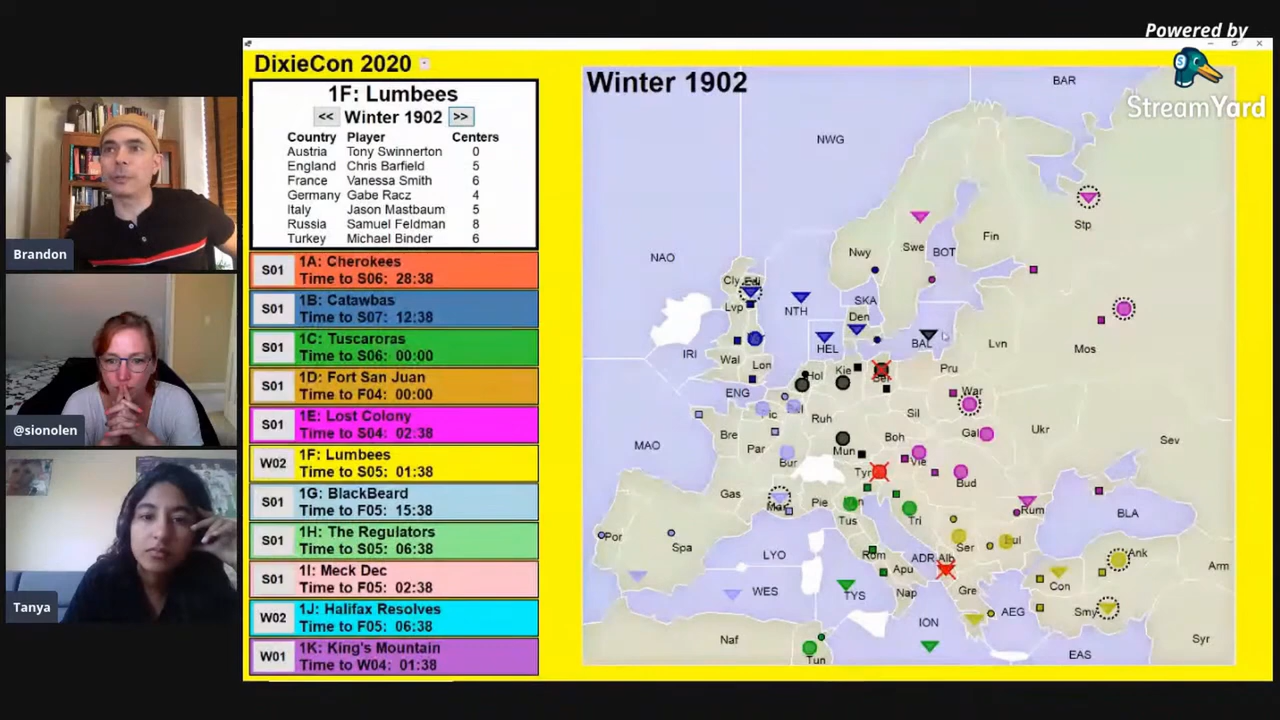 Powered by
StreamYard
DixieCon 2020
1F: Lumbees
<< Winter 1902 >>
Country Player Centers
Austria Tony Swinnerton 0
England Chris Barfield 5
France Vanessa Smith 6
Germany Gabe Racz 4
Italy Jason Mastbaum 5
Russia Samuel Feldman 8
Turkey Michael Binder 6
S01 1A: Cherokees
Time to S06: 28:38
S01 1B: Catawbas
Time to S07: 12:38
S01 1C: Tuscaroras
Time to S06: 00:00
S01 1D: Fort San Juan
Time to F04: 00:00
S01 1E: Lost Colony
Time to S04: 02:38
W02 1F: Lumbees
Time to S05: 01:38
S01 1G: BlackBeard
Time to F05: 15:38
S01 1H: The Regulators
Time to S05: 06:38
S01 1I: Meck Dec
Time to F05: 02:38
W02 1J: Halifax Resolves
Time to F05: 06:38
W01 1K: King's Mountain
Time to W04: 01:38
Brandon
@sionolen
Tanya
Winter 1902
BAR
NWG
Stp
Fin
Nwy
Swe
BOT
NAO
Cly
Edi
SKA
Lvp
NTH
Den
IRI
HEL
BAL
Lvn
Mos
Wal
Lon
Hol
Kie
Ber
Pru
ENG
War
Ruh
Sil
Bre
Gal
Ukr
MAO
Par
Boh
Sev
Bur
Mun
Tyr
Vie
Bud
Gas
Mar
Pie
Rum
BLA
Tus
Tri
Por
Spa
Ser
Ank
LYO
Rom
ADR
Alb
Arm
Apu
Con
WES
TYS
Nap
Gre
Smy
ION
AEG
Naf
Syr
Tun
EAS